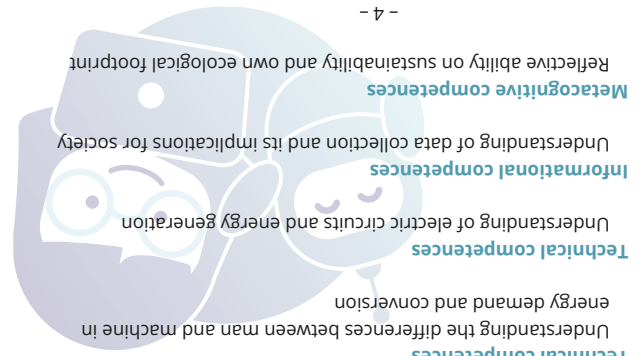 Technical competences
Understanding the differences between man and machine in
energy demand and conversion
Technical competences
Understanding of electric circuits and energy generation
Informational competences
Understanding of data collection and its implications for society
Metacognitive competences
Reflective ability on sustainability and own ecological footprint
– 4 –